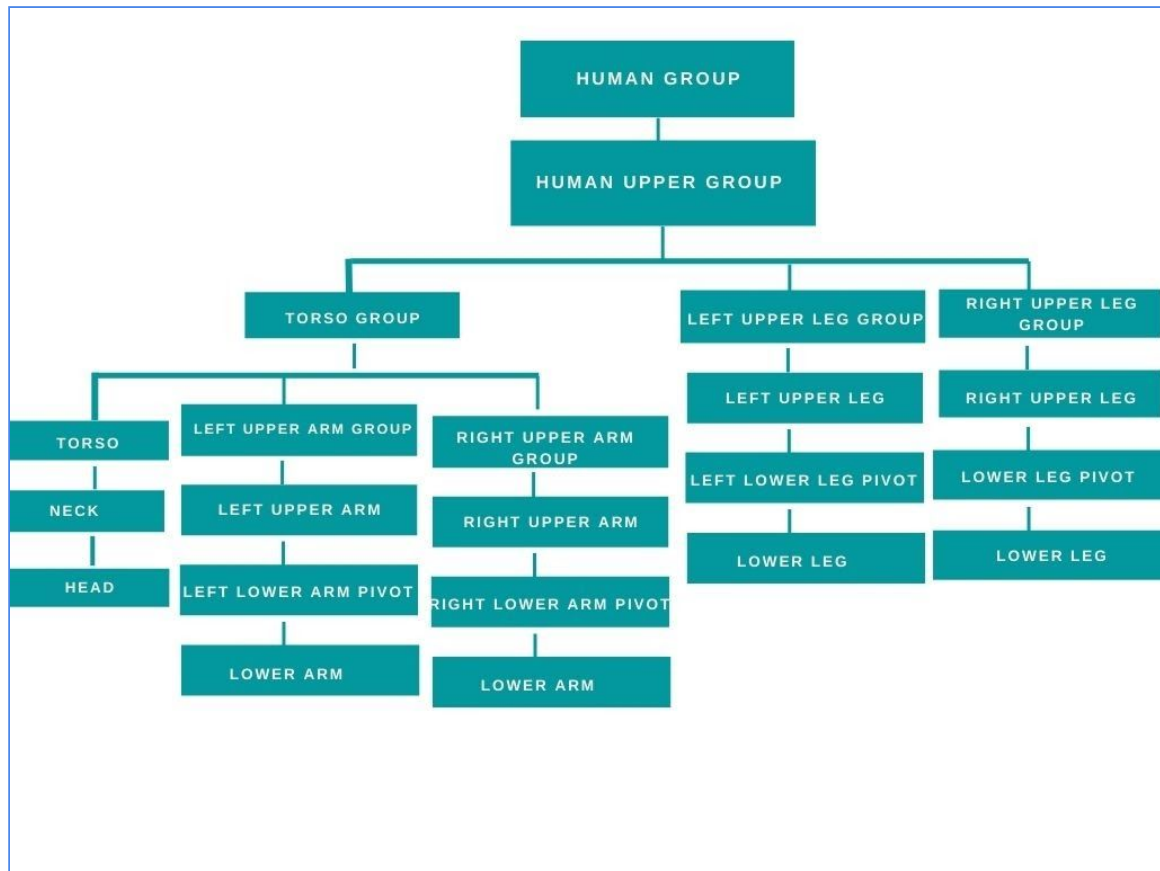 HUMAN GROUP
HUMAN UPPER GROUP
TORSO GROUP
LEFT UPPER LEG GROUP
RIGHT UPPER LEG
GROUP
TORSO
LEFT UPPER ARM GROUP
RIGHT UPPER ARM
GROUP
LEFT UPPER LEG
RIGHT UPPER LEG
NECK
LEFT UPPER ARM
RIGHT UPPER ARM
LEFT LOWER LEG PIVOT
LOWER LEG PIVOT
HEAD
LEFT LOWER ARM PIVOT
RIGHT LOWER ARM PIVOT
LOWER LEG
LOWER LEG
LOWER ARM
LOWER ARM